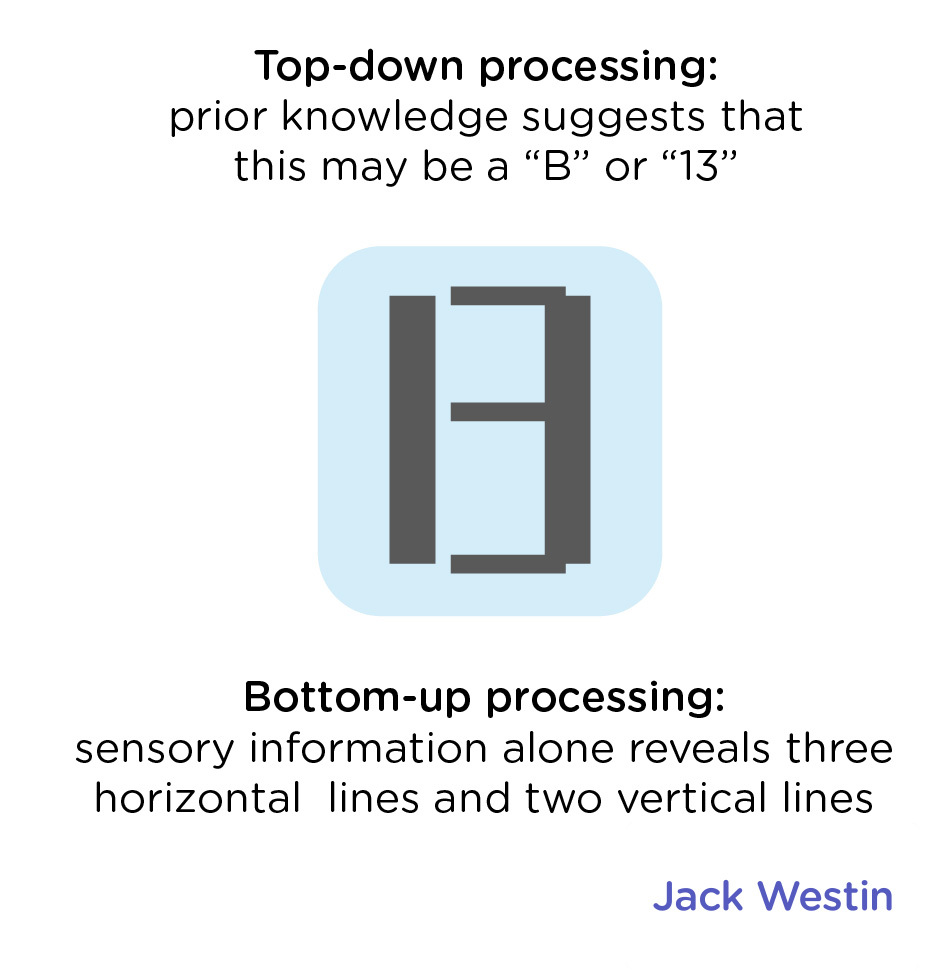 Top-down processing:
prior knowledge suggests that
this may be a “B” or “13”
Bottom-up processing:
sensory information alone reveals three
horizontal  lines and two vertical lines
Jack Westin